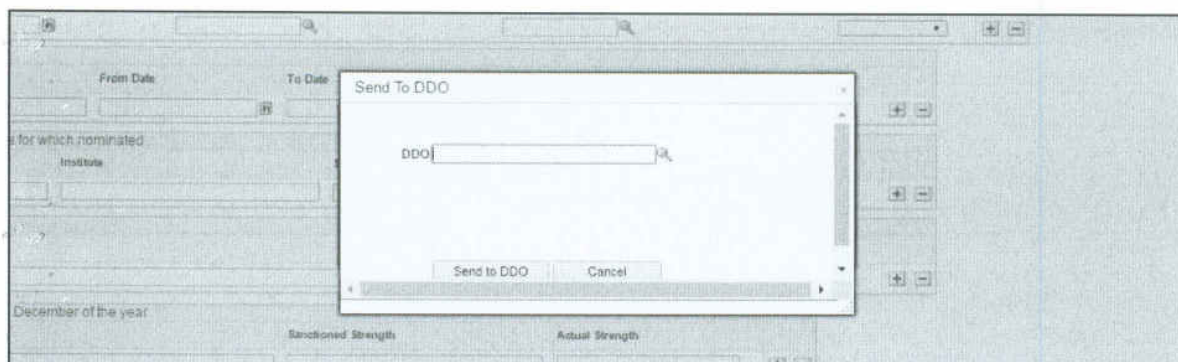 From Date
To Date
Send To DDO
for which nominated
Institute
DDO
Send to DDO
Cancel
December of the year
Sanctioned Strength
Actual Strength